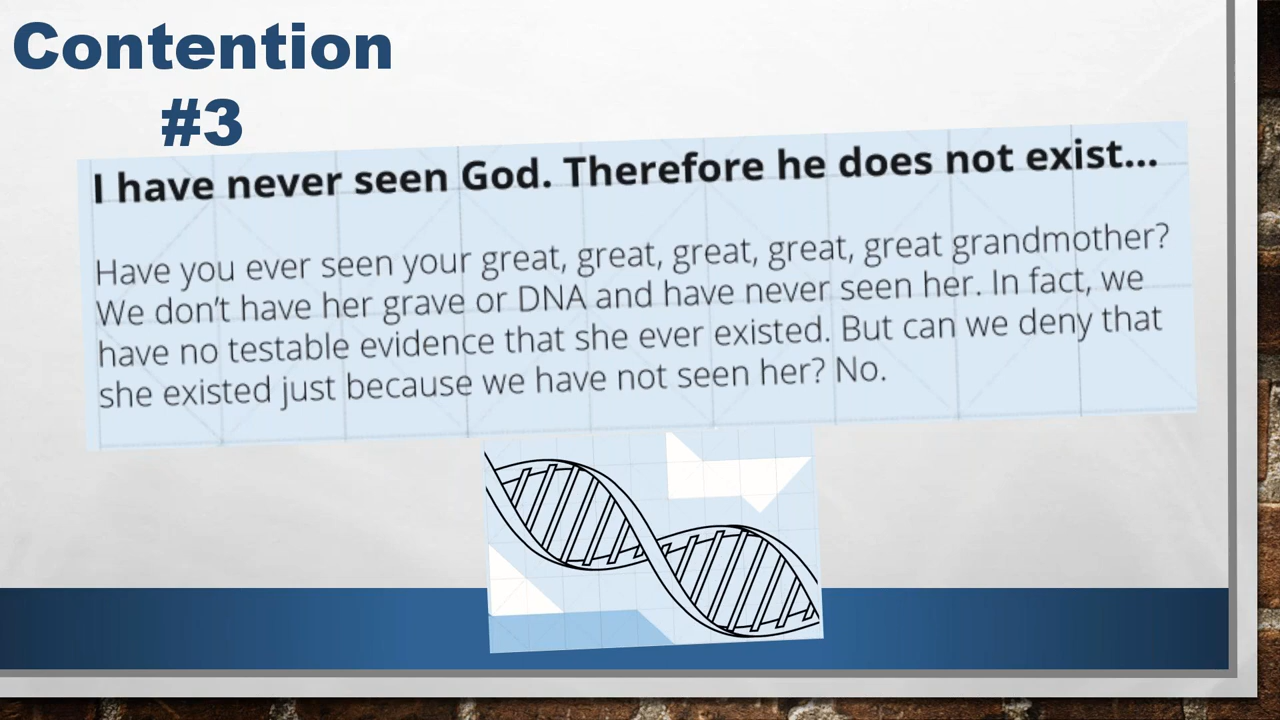 Contention
#3
I have never seen God. Therefore he does not exist...
Have you ever seen your great, great, great, great, great grandmother?
We don't have her grave or DNA and have never seen her. In fact, we
have no testable evidence that she ever existed. But can we deny that
she existed just because we have not seen her? No.